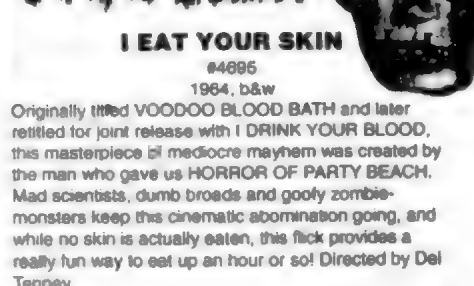 I EAT YOUR SKIN
#4695
1964, b&w
Originally titled VOODOO BLOOD BATH and later
retitled for joint release with I DRINK YOUR BLOOD,
this masterpiece of mediocre mayhem was created by
the man who gave us HORROR OF PARTY BEACH.
Mad scientists, dumb broads and goofy zombie-
monsters keep this cinematic abomination going, and
while no skin is actually eaten, this flick provides a
really fun way to eat up an hour or so! Directed by Del
Tenney